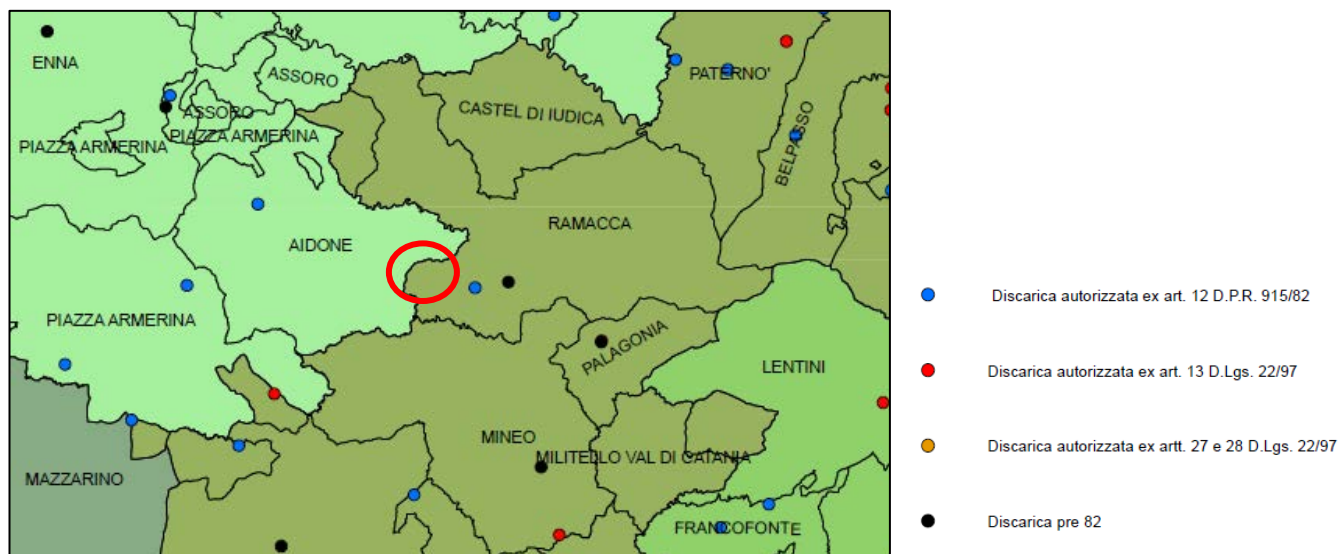 ENNA
ASSORO
PATERNO'
CASTEL DI IUDICA
ASSORO
PIAZZA ARMERINA
PIAZZA ARMERINA
BELPASSO
RAMACCA
AIDONE
Discarica autorizzata ex art. 12 D.P.R. 915/82
PIAZZA ARMERINA
PALAGONIA
LENTINI
Discarica autorizzata ex art. 13 D.Lgs. 22/97
MINEO
MILITELLO VAL DI CATANIA
Discarica autorizzata ex artt. 27 e 28 D.Lgs. 22/97
MAZZARINO
FRANCOFONTE
Discarica pre 82